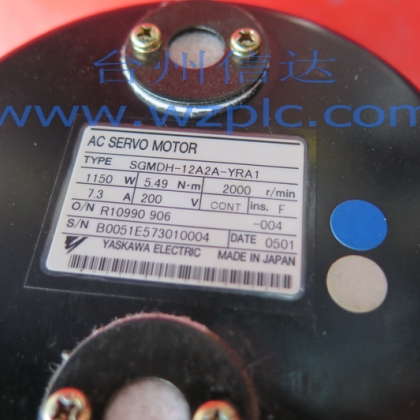 台州信达
www.wzplc.com
AC SERVO MOTOR
TYPE SGMDH-12A2A-YRA1
1150 W 5.49 N·m 2000 r/min
7.3 A 200 V CONT ins. F
O/N R10990 906 -004
S/N B0051E573010004 DATE 0501
YASKAWA ELECTRIC MADE IN JAPAN